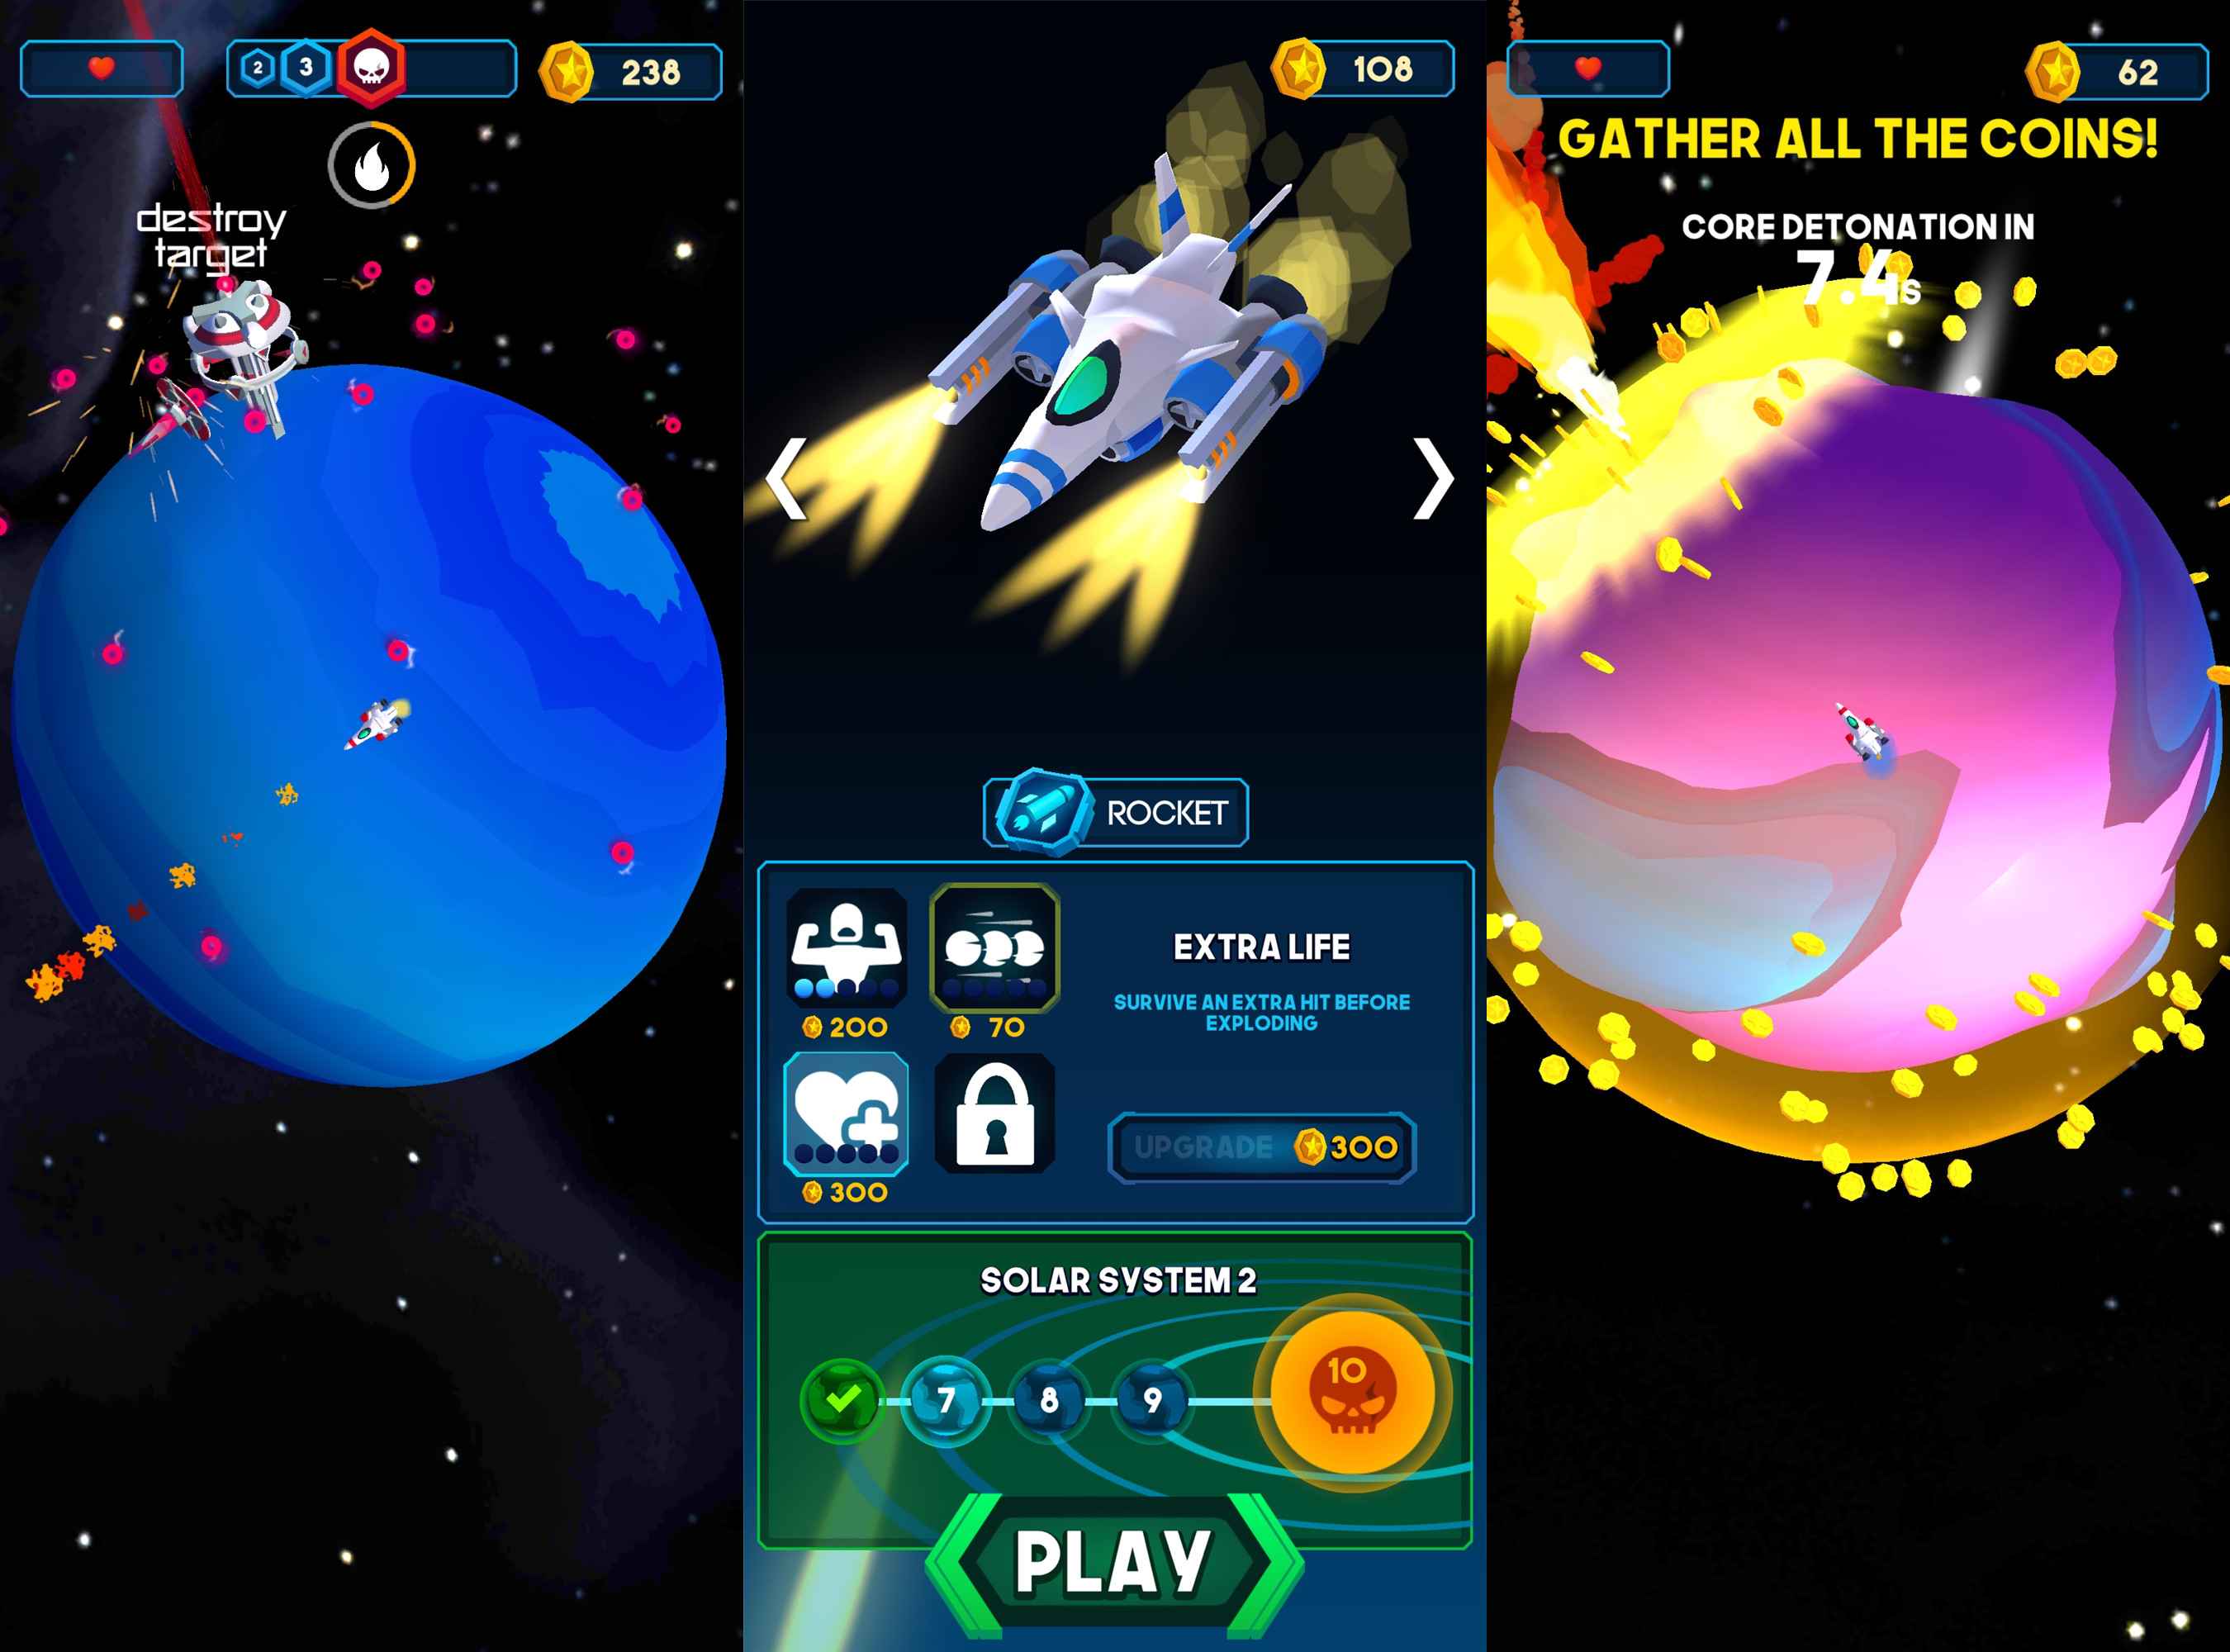 2
3
238
destroy
target
108
ROCKET
200
70
300
EXTRA LIFE
SURVIVE AN EXTRA HIT BEFORE
EXPLODING
UPGRADE 300
SOLAR SYSTEM 2
7
8
9
10
PLAY
62
GATHER ALL THE COINS!
CORE DETONATION IN
7.4s